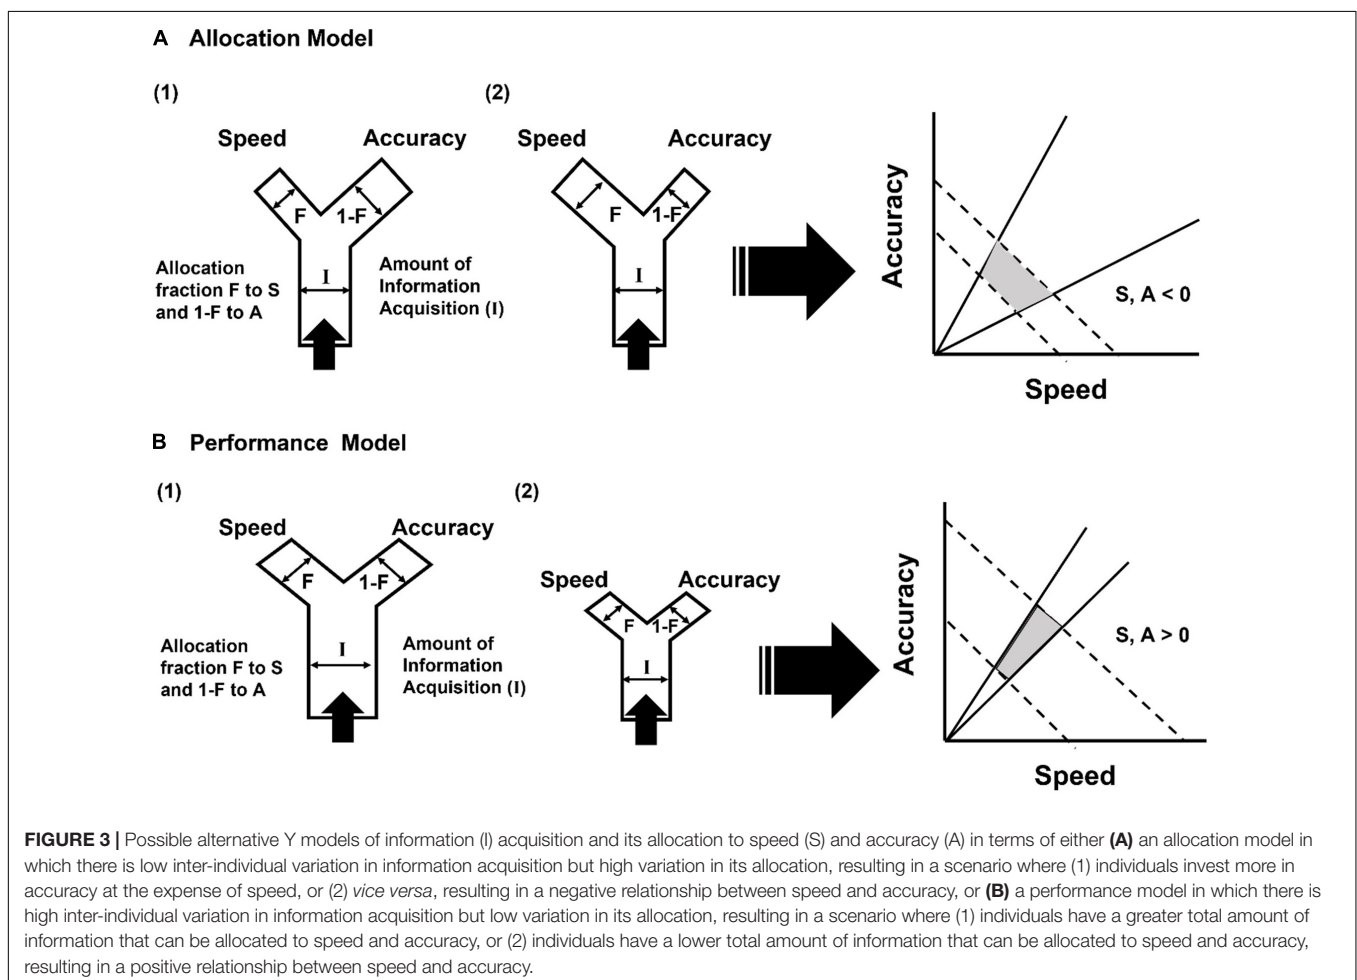 A Allocation Model
(1)
(2)
Speed
Accuracy
Speed
Accuracy
F
1-F
F
1-F
Allocation
fraction F to S
and 1-F to A
I
Amount of
Information
Acquisition (I)
I
Accuracy
S, A < 0
Speed
B Performance Model
(1)
(2)
Speed
Accuracy
F
1-F
Speed
Accuracy
F
1-F
Allocation
fraction F to S
and 1-F to A
I
Amount of
Information
Acquisition (I)
I
Accuracy
S, A > 0
Speed
FIGURE 3 | Possible alternative Y models of information (I) acquisition and its allocation to speed (S) and accuracy (A) in terms of either (A) an allocation model in
which there is low inter-individual variation in information acquisition but high variation in its allocation, resulting in a scenario where (1) individuals invest more in
accuracy at the expense of speed, or (2) vice versa, resulting in a negative relationship between speed and accuracy, or (B) a performance model in which there is
high inter-individual variation in information acquisition but low variation in its allocation, resulting in a scenario where (1) individuals have a greater total amount of
information that can be allocated to speed and accuracy, or (2) individuals have a lower total amount of information that can be allocated to speed and accuracy,
resulting in a positive relationship between speed and accuracy.